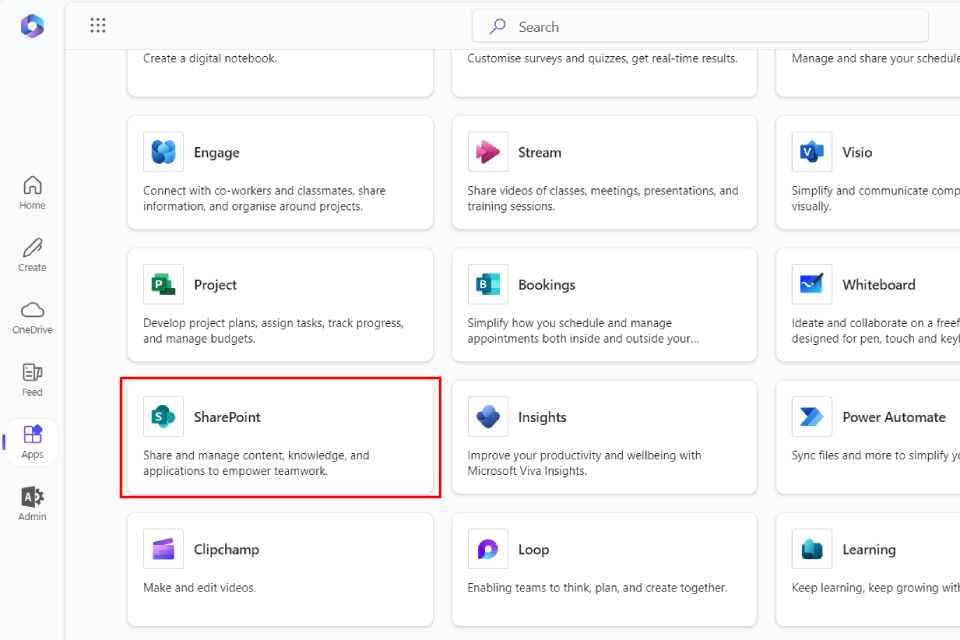 Search
Create a digital notebook.
Customise surveys and quizzes, get real-time results.
Manage and share your schedule
Engage
Connect with co-workers and classmates, share
information, and organise around projects.
Stream
Share videos of classes, meetings, presentations, and
training sessions.
V
Visio
Simplify and communicate comp
visually.
Home
Create
OneDrive
Feed
Apps
A
Admin
P
Project
Develop project plans, assign tasks, track progress,
and manage budgets.
B
Bookings
Simplify how you schedule and manage
appointments both inside and outside your...
Whiteboard
Ideate and collaborate on a freef
designed for pen, touch and keyb
S
SharePoint
Share and manage content, knowledge, and
applications to empower teamwork.
Insights
Improve your productivity and wellbeing with
Microsoft Viva Insights.
Power Automate
Sync files and more to simplify yo
Clipchamp
Make and edit videos.
Loop
Enabling teams to think, plan, and create together.
Learning
Keep learning, keep growing with